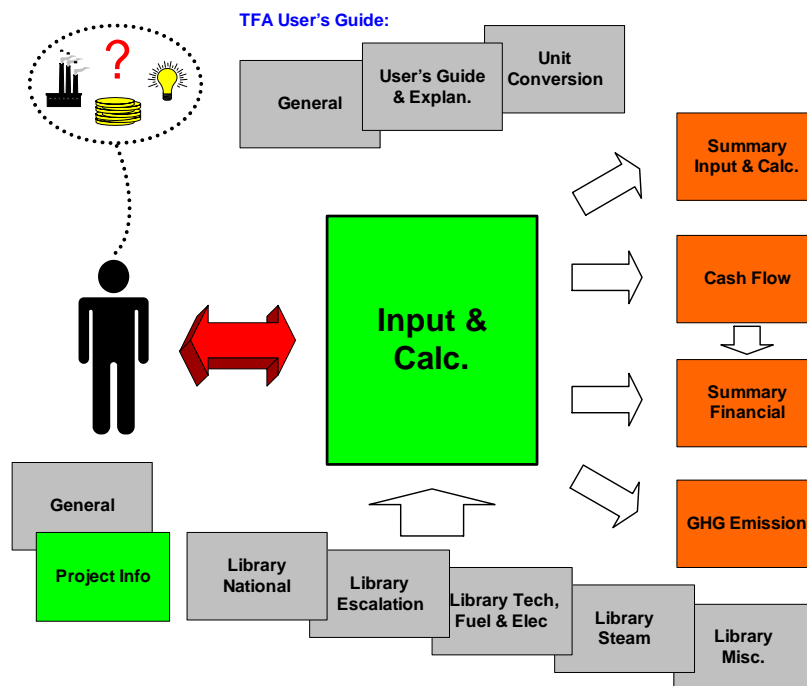 TFA User's Guide:
?
General
User's Guide
& Explan.
Unit
Conversion
Summary
Input & Calc.
Cash Flow
Input &
Calc.
Summary
Financial
GHG Emission
General
Project Info
Library
National
Library
Escalation
Library Tech,
Fuel & Elec
Library
Steam
Library
Misc.